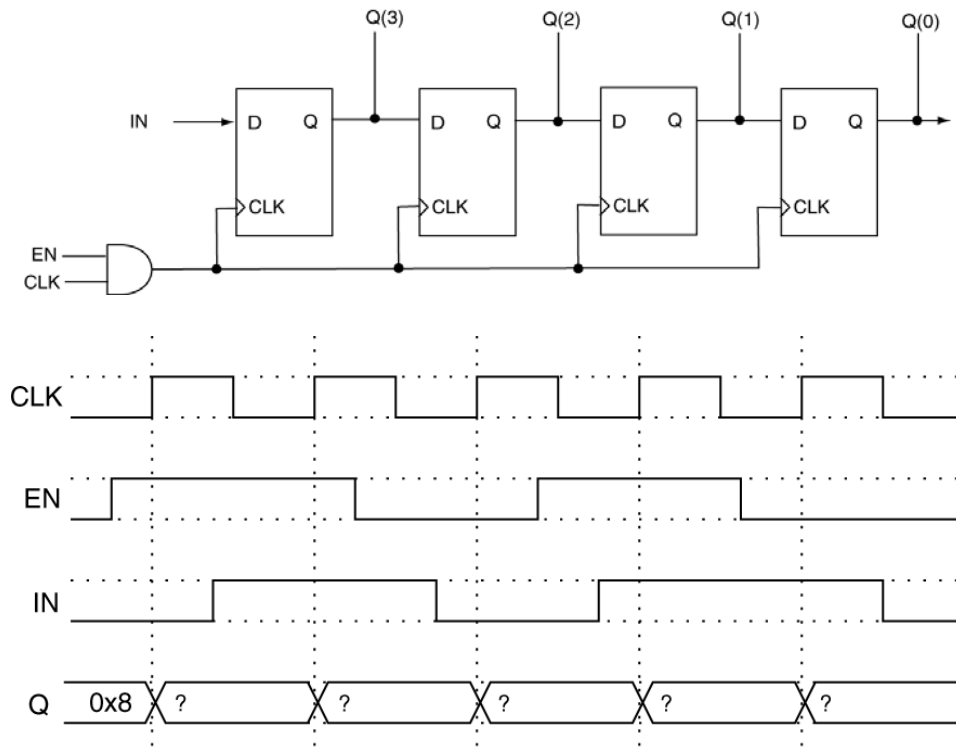 Q(3) Q(2) Q(1) Q(0)
IN D Q D Q D Q D Q
CLK CLK CLK CLK
EN
CLK
CLK
EN
IN
Q 0x8 ? ? ? ? ?